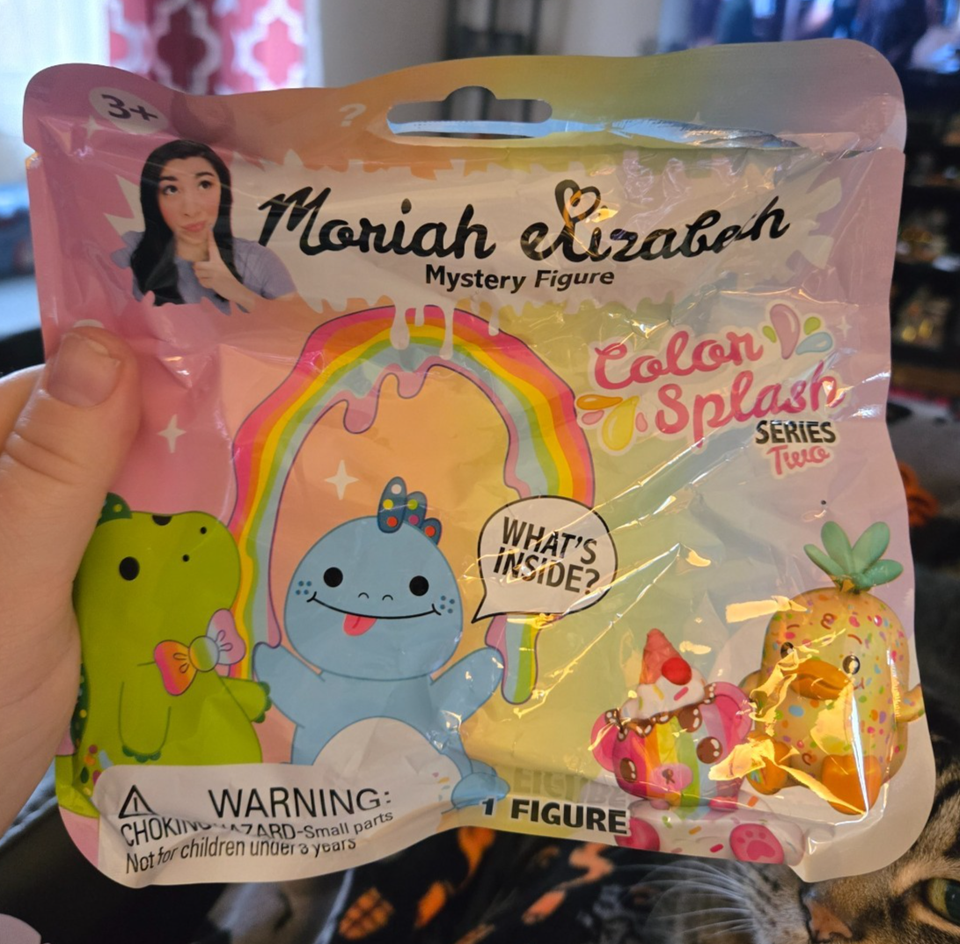 3+
?
Moriah Elizabeth
Mystery Figure
Color
Splash
SERIES
Two
WHAT'S
INSIDE?
WARNING:
CHOKING HAZARD-Small parts
Not for children under 3 years
1 FIGURE